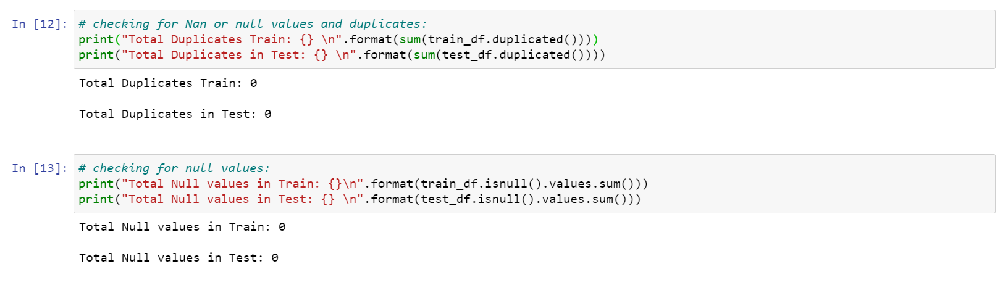 In [12]: # checking for Nan or null values and duplicates:
print("Total Duplicates Train: {} \n".format(sum(train_df.duplicated())))
print("Total Duplicates in Test: {} \n".format(sum(test_df.duplicated())))
Total Duplicates Train: 0
Total Duplicates in Test: 0
In [13]: # checking for null values:
print("Total Null values in Train: {}\n".format(train_df.isnull().values.sum()))
print("Total Null values in Test: {} \n".format(test_df.isnull().values.sum()))
Total Null values in Train: 0
Total Null values in Test: 0